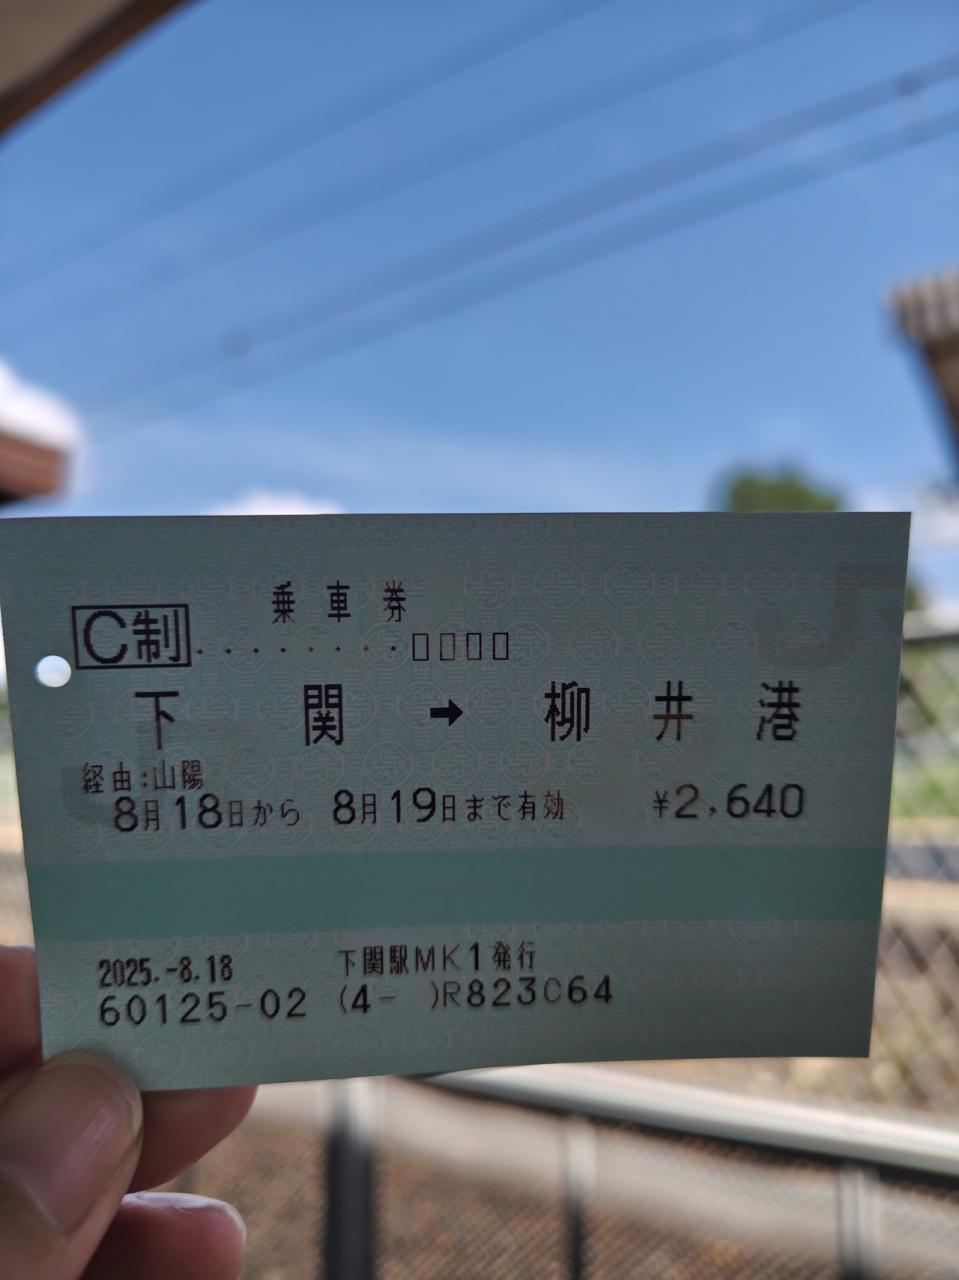 乗車券
C制 ・・・・・・・・□□□□
下関➡柳井港
経由:山陽
8月18日から 8月19日まで有効 ¥2,640
2025.-8.18 下関駅MK1発行
60125-02 (4- )R823C64